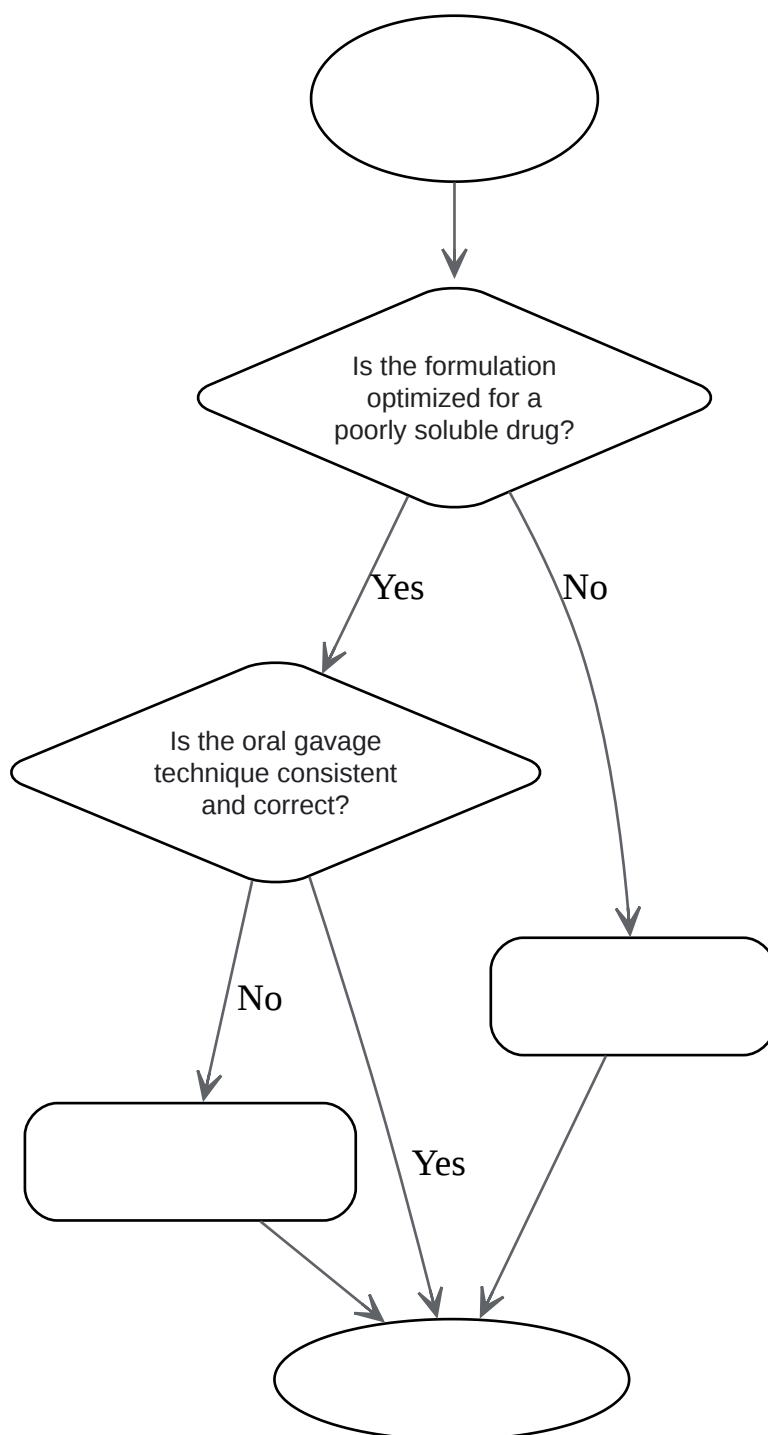 Is the formulation
optimized for a
poorly soluble drug?
Yes
No
Is the oral gavage
technique consistent
and correct?
No
Yes